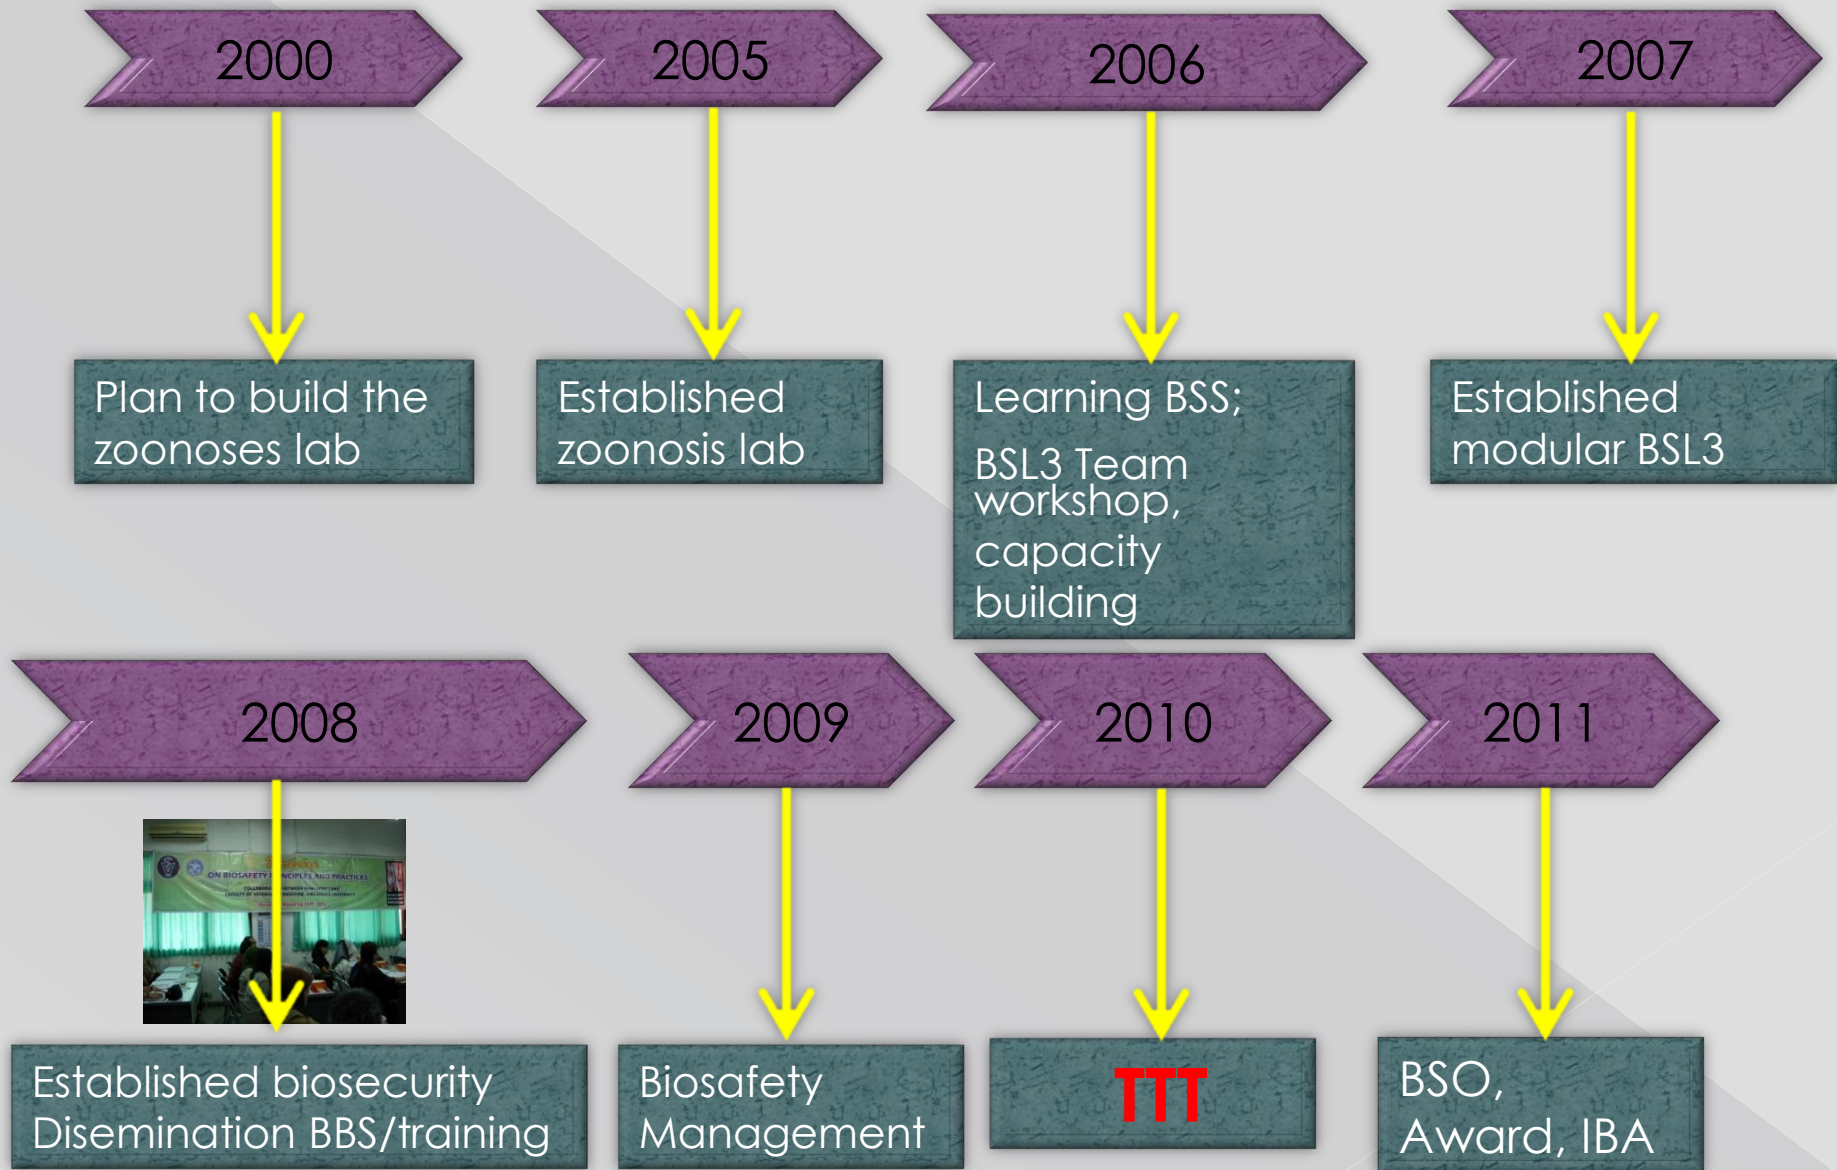 2000
2005
2006
2007
Plan to build the
zoonoses lab
Established
zoonosis lab
Learning BSS;
BSL3 Team
workshop,
capacity
building
Established
modular BSL3
2008
2009
2010
2011
ON BIOSAFETY PRINCIPLES AND PRACTICES
Established biosecurity
Disemination BBS/training
Biosafety
Management
TTT
BSO,
Award, IBA